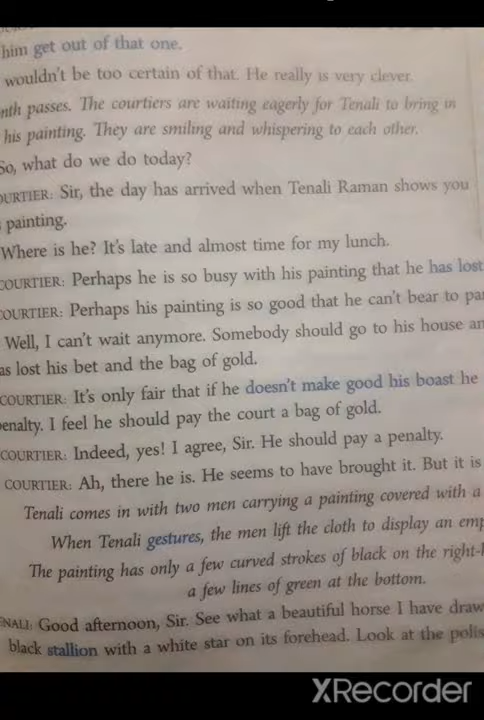 him get out of that one.
wouldn't be too certain of that. He really is very clever.
nth passes. The courtiers are waiting eagerly for Tenali to bring in
his painting. They are smiling and whispering to each other.
So, what do we do today?
OURTIER: Sir, the day has arrived when Tenali Raman shows you
painting.
Where is he? It's late and almost time for my lunch.
COURTIER: Perhaps he is so busy with his painting that he has lost
COURTIER: Perhaps his painting is so good that he can't bear to par
Well, I can't wait anymore. Somebody should go to his house an
as lost his bet and the bag of gold.
COURTIER: It's only fair that if he doesn't make good his boast he
penalty. I feel he should pay the court a bag of gold.
COURTIER: Indeed, yes! I agree, Sir. He should pay a penalty.
COURTIER: Ah, there he is. He seems to have brought it. But it is
Tenali comes in with two men carrying a painting covered with a
When Tenali gestures, the men lift the cloth to display an emp
The painting has only a few curved strokes of black on the right-h
a few lines of green at the bottom.
ENALI: Good afternoon, Sir. See what a beautiful horse I have draw
black stallion with a white star on its forehead. Look at the polis
XRecorder